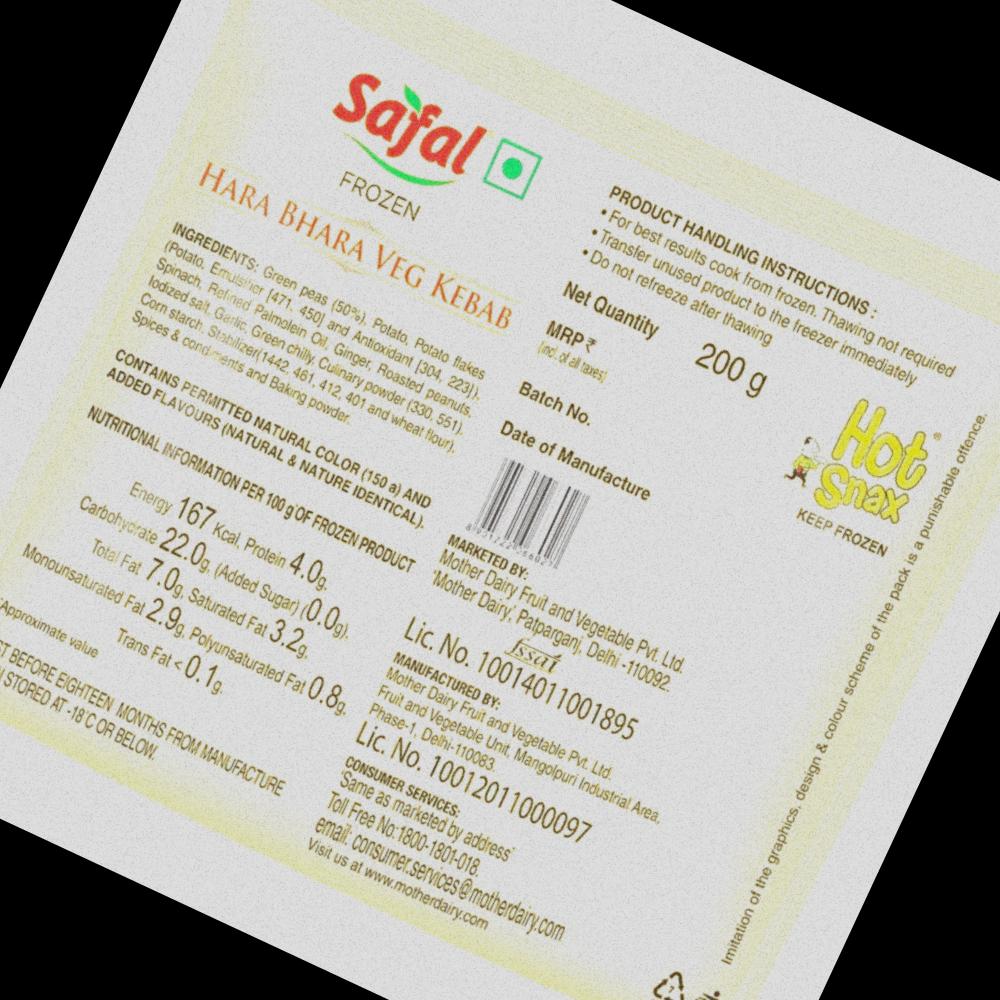 Safal
FROZEN
HARA BHARA VEG KEBAB
INGREDIENTS: Green peas (50%), Potato, Potato flakes
(Potato, Emulsifier [471, 450] and Antioxidant [304, 223]),
Spinach, Refined Palmolein Oil, Ginger, Roasted peanuts,
Iodized salt, Garlic, Green chilly, Culinary powder (330, 551),
Corn starch, Stabilizer(1442, 461, 412, 401 and wheat flour),
Spices & condiments and Baking powder.
CONTAINS PERMITTED NATURAL COLOR (150 a) AND
ADDED FLAVOURS (NATURAL & NATURE IDENTICAL).
NUTRITIONAL INFORMATION PER 100 g OF FROZEN PRODUCT
Energy 167 Kcal, Protein 4.0g,
Carbohydrate 22.0g, (Added Sugar) (0.0g),
Total Fat 7.0g, Saturated Fat 3.2g,
Monounsaturated Fat 2.9g, Polyunsaturated Fat 0.8g,
Trans Fat < 0.1g.
Approximate value
BEFORE EIGHTEEN MONTHS FROM MANUFACTURE
STORED AT -18°C OR BELOW.
PRODUCT HANDLING INSTRUCTIONS :
• For best results cook from frozen. Thawing not required
• Transfer unused product to the freezer immediately
• Do not refreeze after thawing
Net Quantity 200 g
MRP ₹
(incl. of all taxes)
Batch No.
Date of Manufacture
Hot
Snax
®
KEEP FROZEN
MARKETED BY:
Mother Dairy Fruit and Vegetable Pvt. Ltd.
'Mother Dairy', Patparganj, Delhi -110092.
fssai
Lic. No. 10014011001895
MANUFACTURED BY:
Mother Dairy Fruit and Vegetable Pvt. Ltd.
Fruit and Vegetable Unit, Mangolpuri Industrial Area,
Phase-1, Delhi-110083.
Lic. No. 10012011000097
CONSUMER SERVICES:
'Same as marketed by address'
Toll Free No:1800-1801-018.
email: consumer.services@motherdairy.com
Visit us at www.motherdairy.com
Imitation of the graphics, design & colour scheme of the pack is a punishable offence.